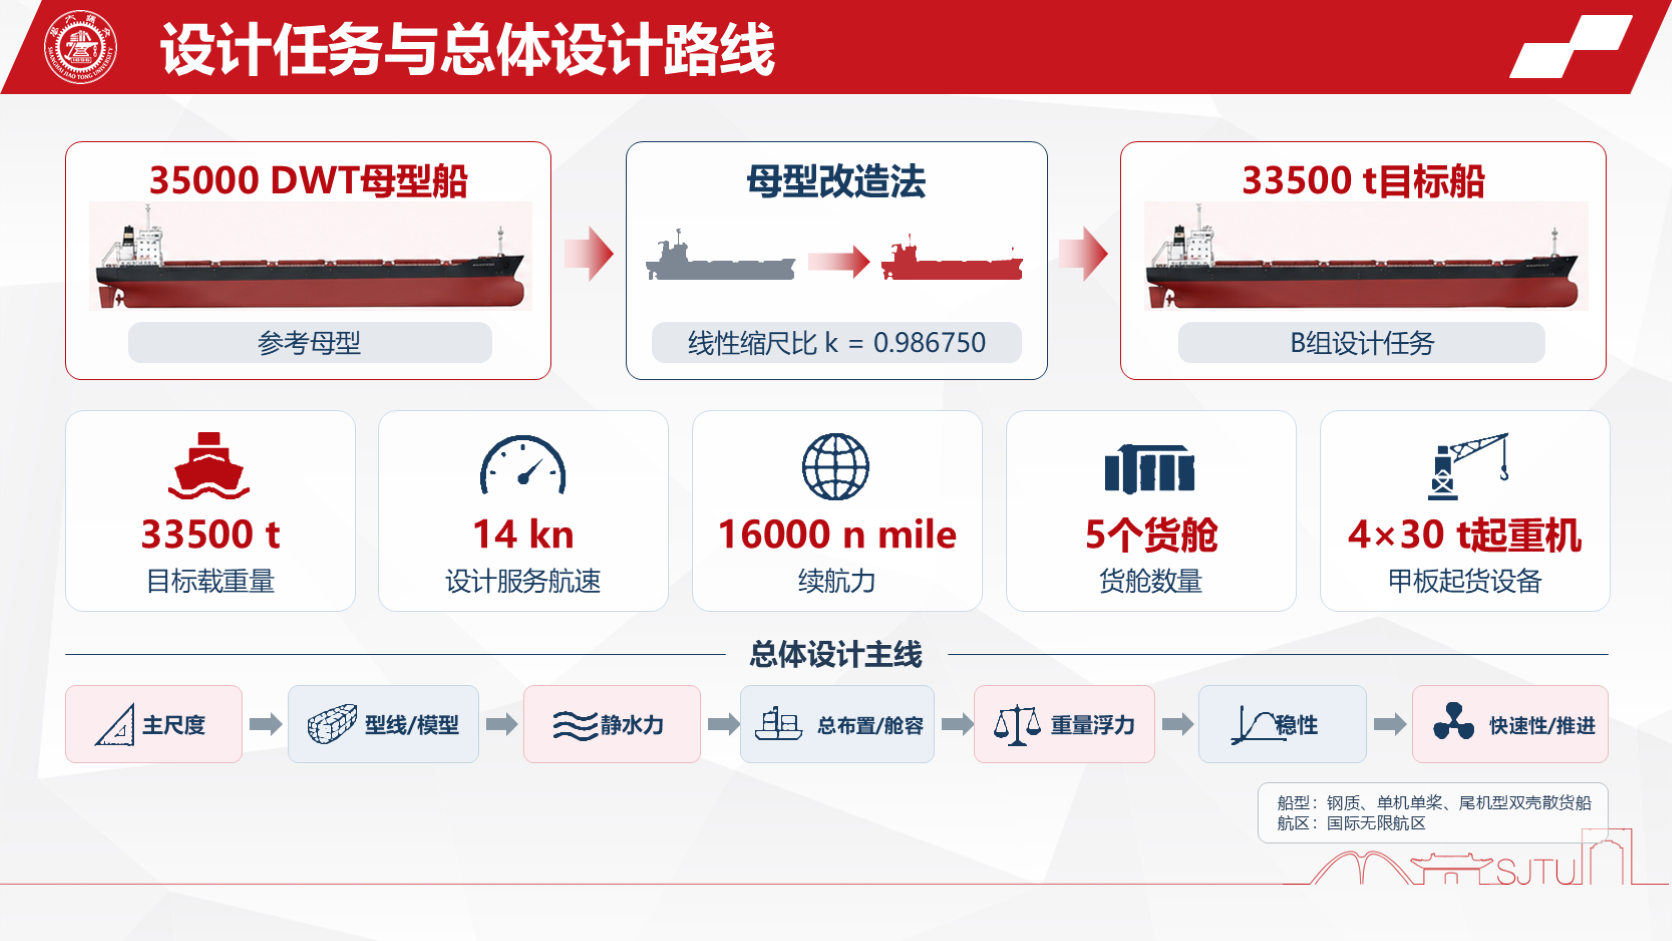 设计任务与总体设计路线
SHANGHAI JIAO TONG UNIVERSITY
35000 DWT母型船
参考母型
母型改造法
线性缩尺比 k = 0.986750
33500 t目标船
B组设计任务
33500 t
目标载重量
14 kn
设计服务航速
16000 n mile
续航力
5个货舱
货舱数量
4×30 t起重机
甲板起货设备
总体设计主线
主尺度
型线/模型
静水力
总布置/舱容
重量浮力
稳性
快速性/推进
船型：钢质、单机单桨、尾机型双壳散货船
航区：国际无限航区
SJTU